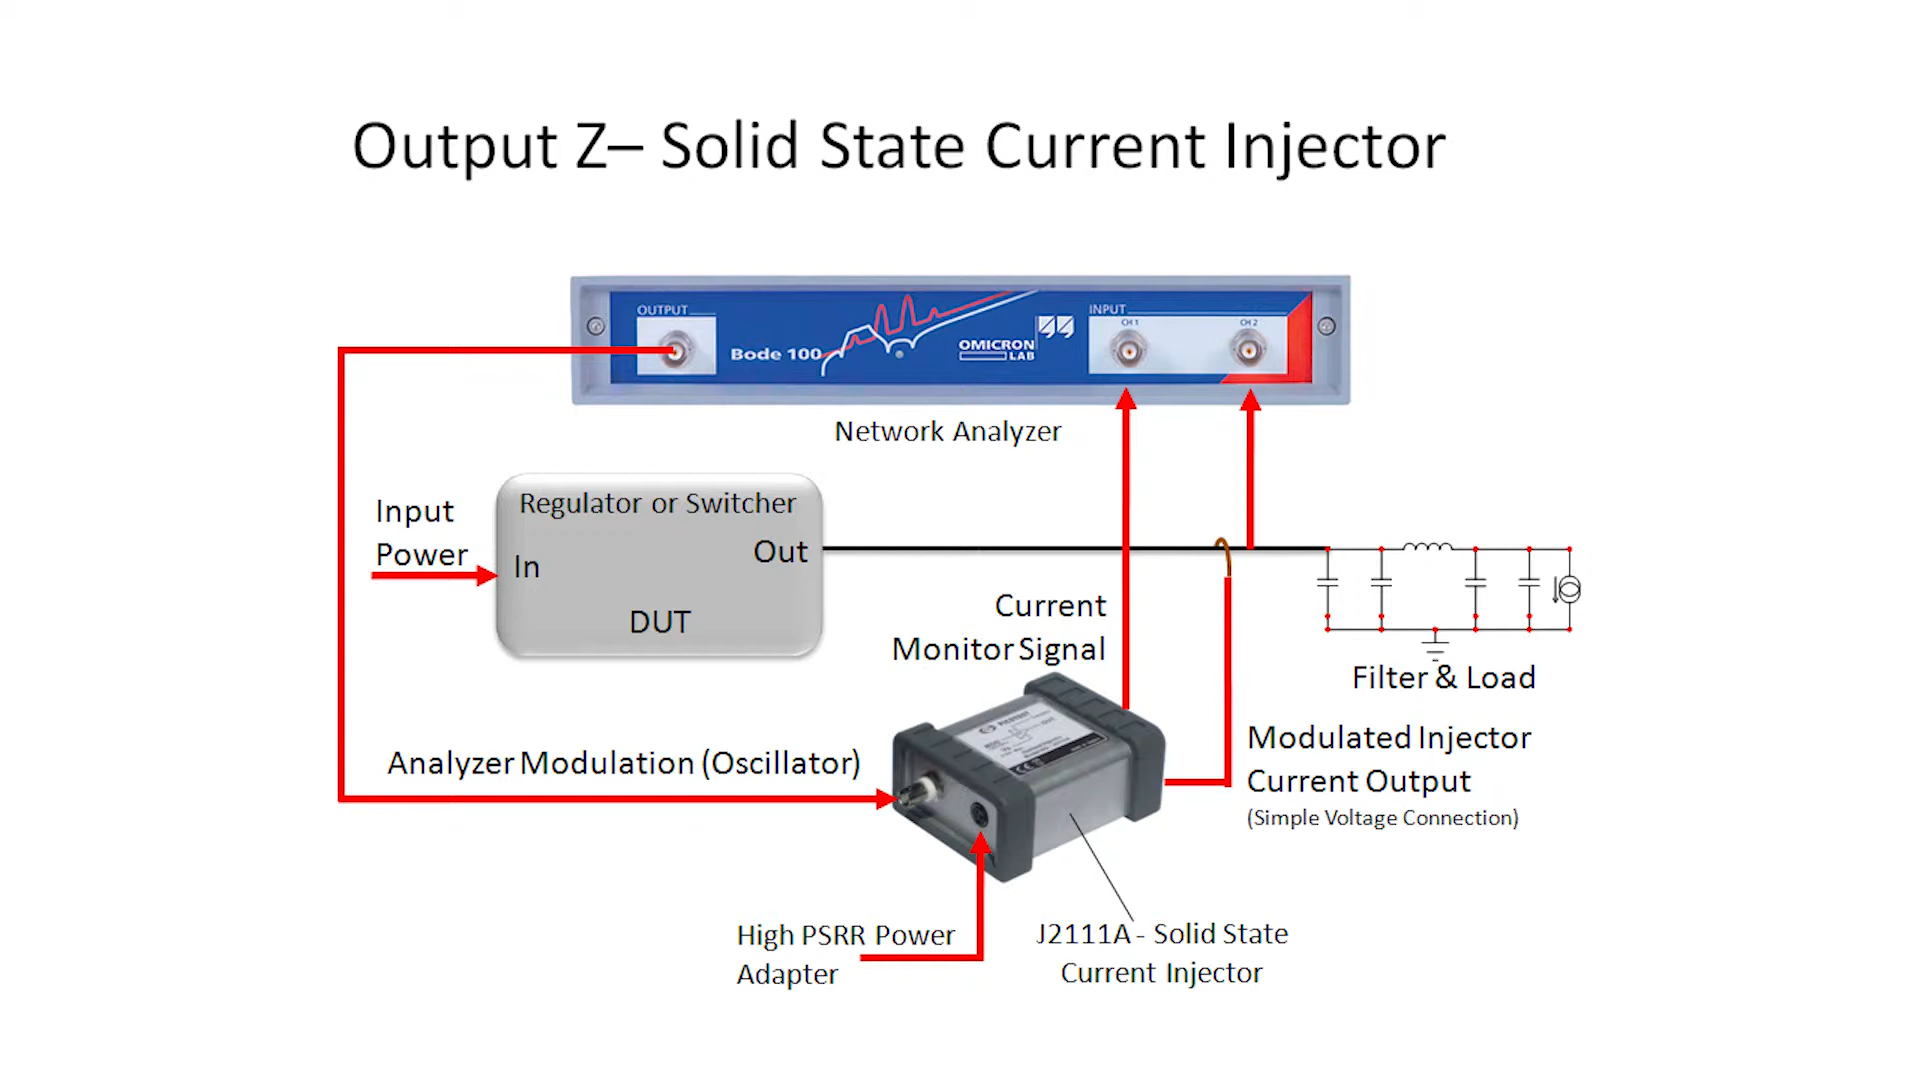 Output Z– Solid State Current Injector
OUTPUT
Bode 100
OMICRON
LAB
INPUT
CH 1
CH 2
Network Analyzer
Input
Power
Regulator or Switcher
In
Out
DUT
Current
Monitor Signal
Filter & Load
Analyzer Modulation (Oscillator)
PICOTEST
Modulated Injector
Current Output
(Simple Voltage Connection)
High PSRR Power
Adapter
J2111A - Solid State
Current Injector